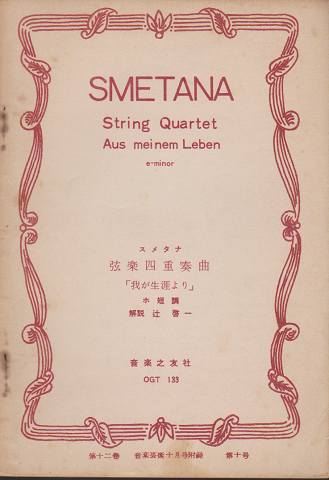 SMETANA
String Quartet
Aus meinem Leben
e-minor
スメタナ
弦楽四重奏曲
「我が生涯より」
ホ短調
解説 辻啓一
音楽之友社
OGT 133
第十二巻 音楽芸術十月号附録 第十号